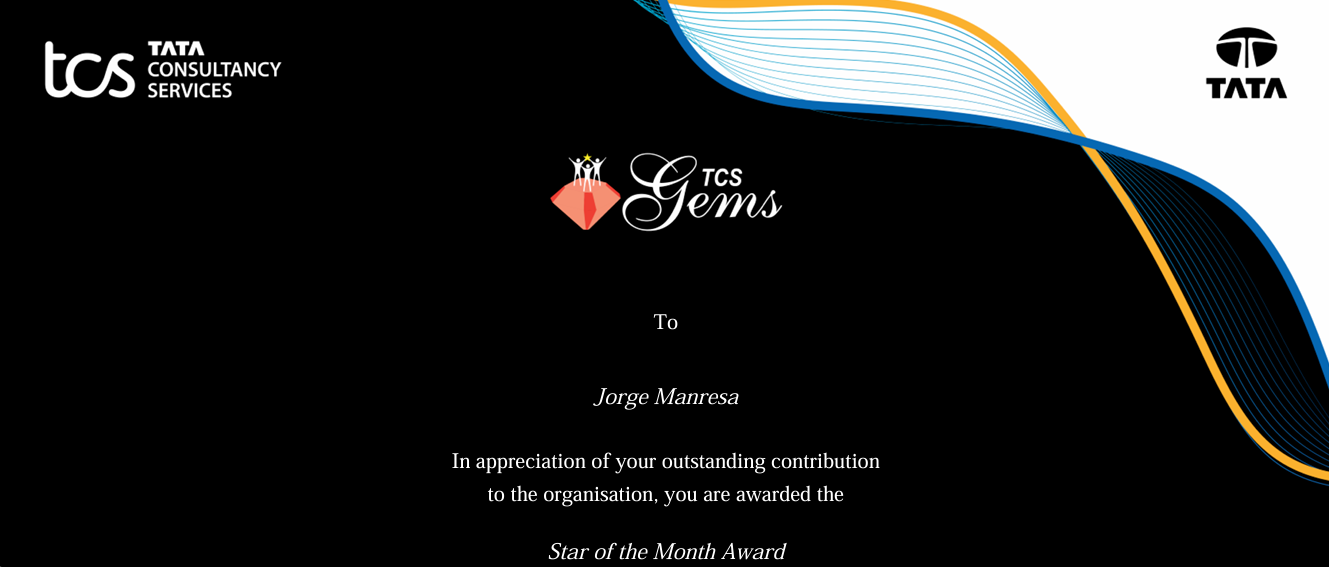 tcs TATA
CONSULTANCY
SERVICES
TATA
TCS
Gems
To
Jorge Manresa
In appreciation of your outstanding contribution
to the organisation, you are awarded the
Star of the Month Award